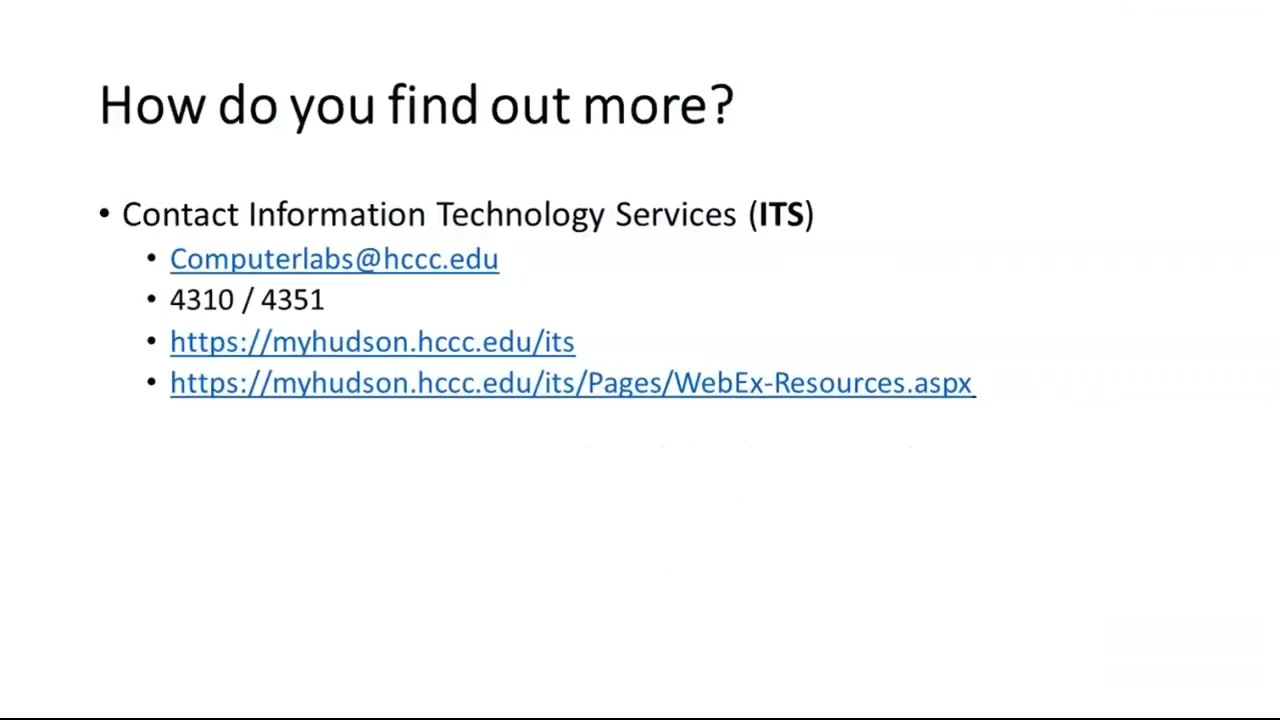 How do you find out more?
• Contact Information Technology Services (ITS)
• Computerlabs@hccc.edu
• 4310 / 4351
• https://myhudson.hccc.edu/its
• https://myhudson.hccc.edu/its/Pages/WebEx-Resources.aspx